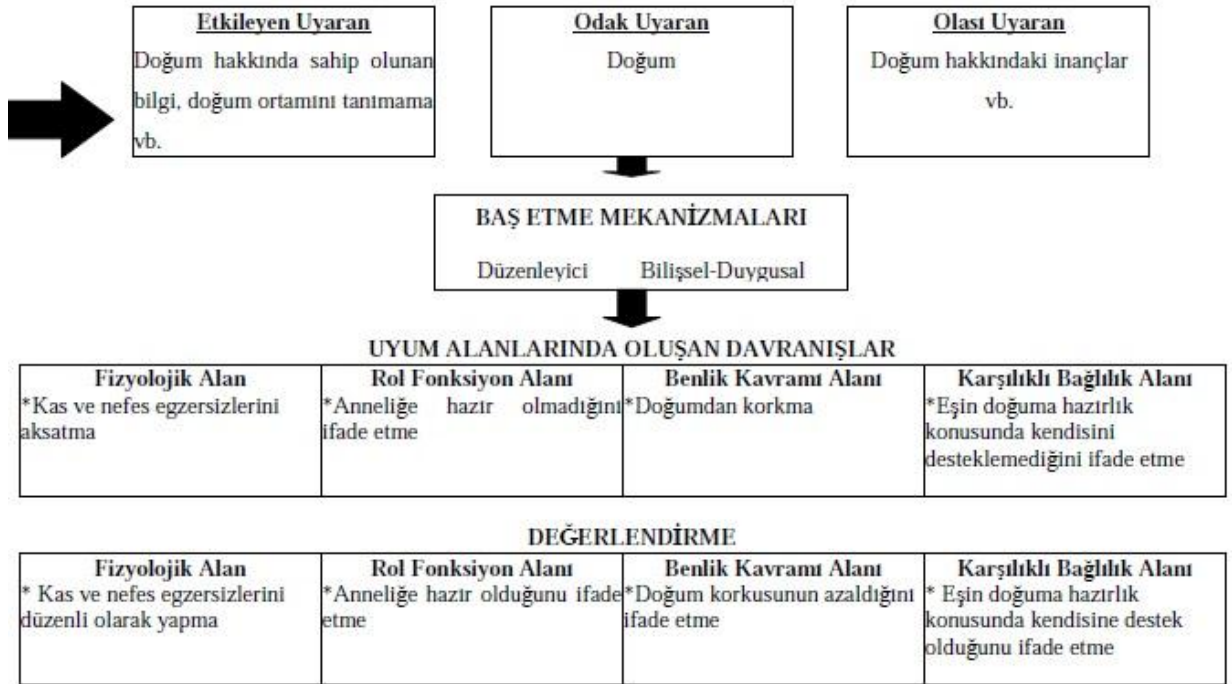 Etkileyen Uyaran
Doğum hakkında sahip olunan
bilgi, doğum ortamını tanımama
vb.
Odak Uyaran
Doğum
Olası Uyaran
Doğum hakkındaki inançlar
vb.
BAŞ ETME MEKANİZMALARI
Düzenleyici Bilişsel-Duygusal
UYUM ALANLARINDA OLUŞAN DAVRANIŞLAR
Fizyolojik Alan
*Kas ve nefes egzersizlerini
aksatma
Rol Fonksiyon Alanı
*Anneliğe hazır olmadığını
ifade etme
Benlik Kavramı Alanı
*Doğumdan korkma
Karşılıklı Bağlılık Alanı
*Eşin doğuma hazırlık
konusunda kendisini
desteklemediğini ifade etme
DEĞERLENDİRME
Fizyolojik Alan
* Kas ve nefes egzersizlerini
düzenli olarak yapma
Rol Fonksiyon Alanı
*Anneliğe hazır olduğunu ifade
etme
Benlik Kavramı Alanı
*Doğum korkusunun azaldığını
ifade etme
Karşılıklı Bağlılık Alanı
* Eşin doğuma hazırlık
konusunda kendisine destek
olduğunu ifade etme